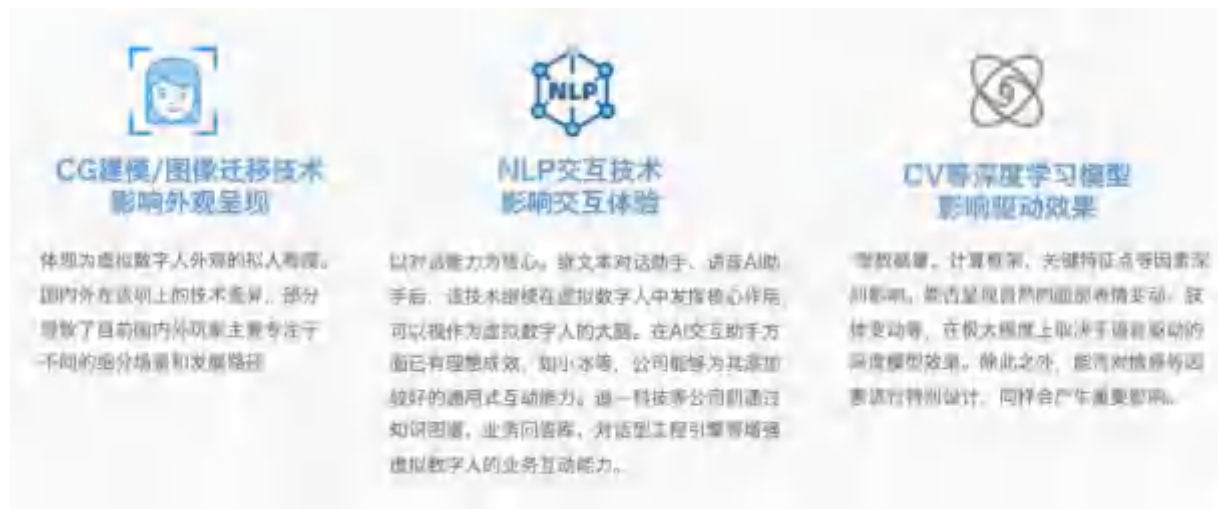 NLP
CG建模/图像迁移技术
影响外观呈现
体现为虚拟数字人外观的拟人程度。
国内外在该项上的技术差异，部分
导致了目前国内外玩家主要专注于
不同的细分场景和发展路径
NLP交互技术
影响交互体验
以对话能力为核心。继文本对话助手、语音AI助
手后，该技术继续在虚拟数字人中发挥核心作用，
可以视作为虚拟数字人的大脑。在AI交互助手方
面已有理想成效，如小冰等，公司能够为其添加
较好的通用式互动能力。追一科技等公司则通过
知识图谱、业务问答库、对话型工程引擎等增强
虚拟数字人的业务互动能力。
CV等深度学习模型
影响驱动效果
计算框架、关键特征点等因素深
影响。能否呈现自然的面部表情变动、肢
体变动等，在极大程度上取决于语音驱动的
深度模型效果。除此之外，能否对情感等因
素进行特别设计，同样会产生重要影响。